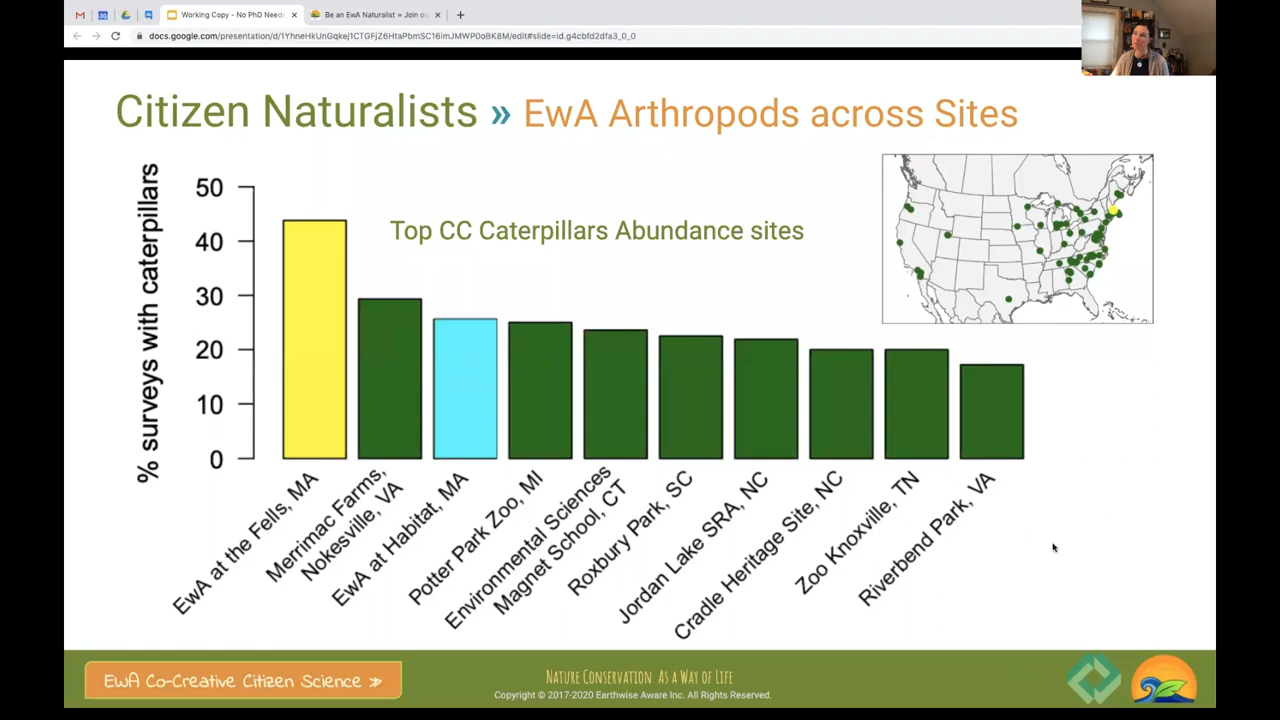 Working Copy - No PhD Neede
Be an EwA Naturalist » Join ou
docs.google.com/presentation/d/1YhneHkUnGqkej1CTGFjZ6HtaPbmSC16imJMWP0oBK8M/edit#slide=id.g4cbfd2dfa3_0_0
Citizen Naturalists » EwA Arthropods across Sites
Top CC Caterpillars Abundance sites
% surveys with caterpillars
50
40
30
20
10
0
EwA at the Fells, MA
Merrimac Farms,
Nokesville, VA
EwA at Habitat, MA
Potter Park Zoo, MI
Environmental Sciences
Magnet School, CT
Roxbury Park, SC
Jordan Lake SRA, NC
Cradle Heritage Site, NC
Zoo Knoxville, TN
Riverbend Park, VA
EwA Co-Creative Citizen Science »
Nature Conservation As a Way of Life
Copyright © 2017-2020 Earthwise Aware Inc. All Rights Reserved.